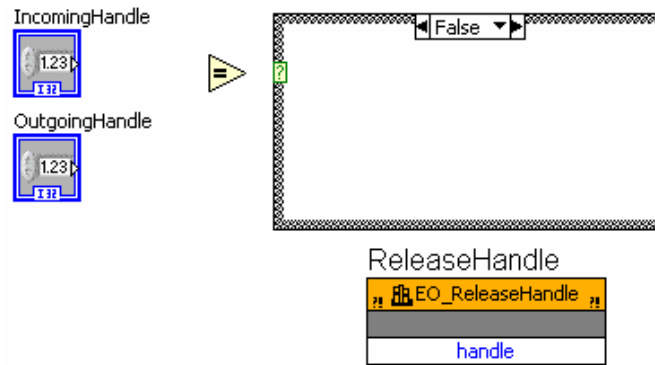 IncomingHandle
1.23
I32
False
=
?
OutgoingHandle
1.23
I32
ReleaseHandle
?! EO_ReleaseHandle ?!
handle